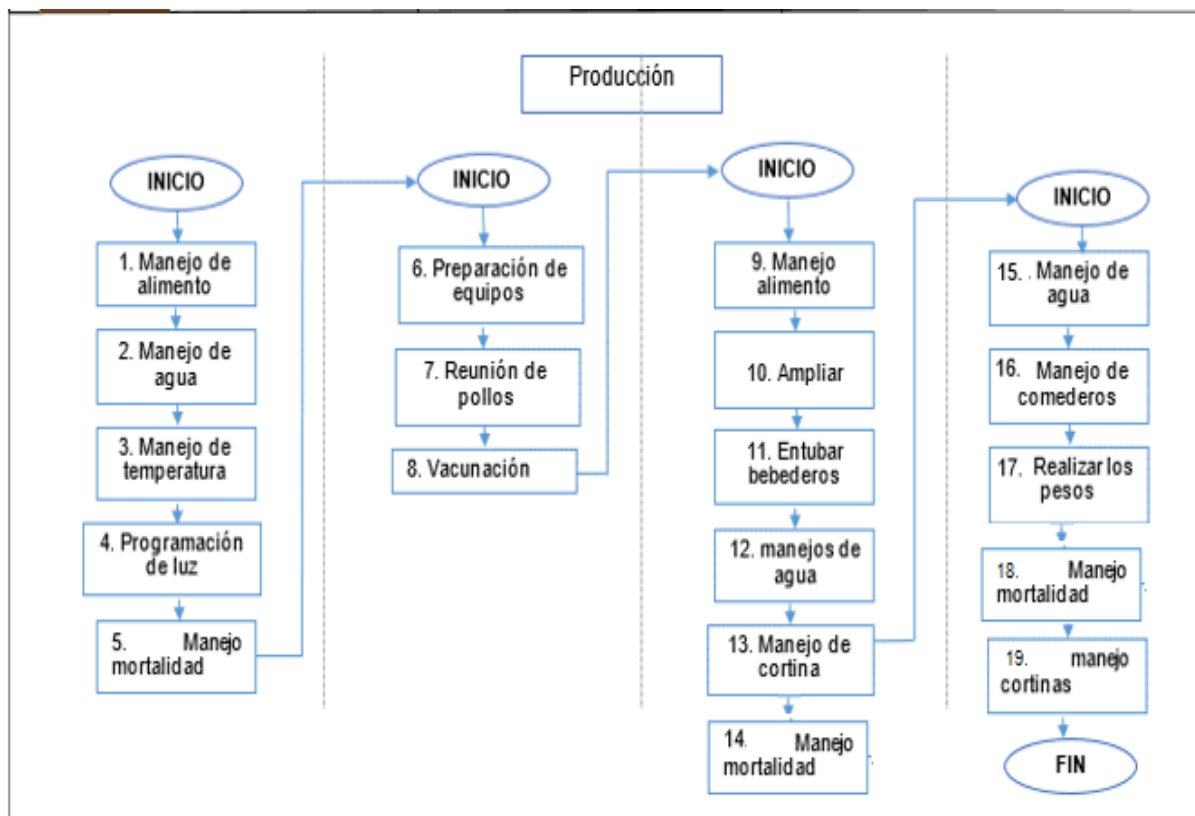 Producción
INICIO
1. Manejo de
alimento
2. Manejo de
agua
3. Manejo de
temperatura
4. Programación
de luz
5. Manejo
mortalidad
INICIO
6. Preparación de
equipos
7. Reunión de
pollos
8. Vacunación
INICIO
9. Manejo
alimento
10. Ampliar
11. Entubar
bebederos
12. manejos de
agua
13. Manejo de
cortina
14. Manejo
mortalidad
INICIO
15. . Manejo de
agua
16. Manejo de
comederos
17. Realizar los
pesos
18. Manejo
mortalidad
19. manejo
cortinas
FIN